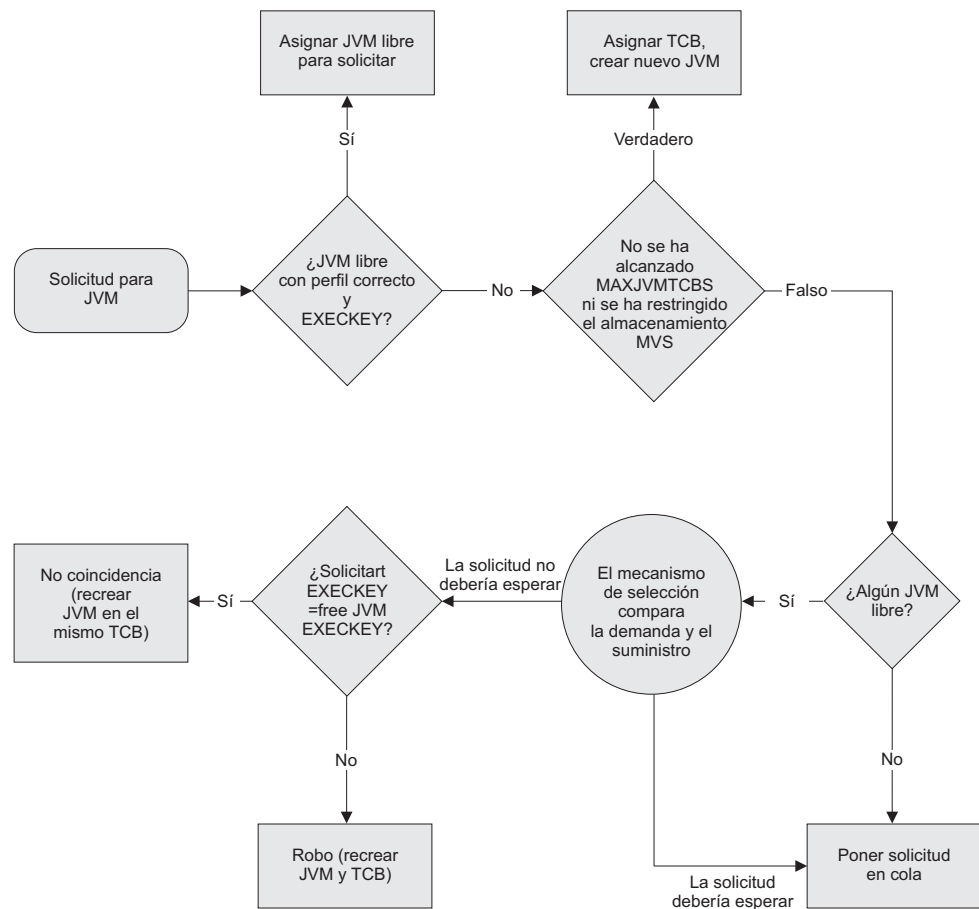 Asignar JVM libre
para solicitar
Asignar TCB,
crear nuevo JVM
Sí
Verdadero
Solicitud para
JVM
¿JVM libre
con perfil correcto
y
EXECKEY?
No
No se ha
alcanzado
MAXJVMTCBS
ni se ha restringido
el almacenamiento
MVS
Falso
No coincidencia
(recrear
JVM en el
mismo TCB)
Sí
¿Solicitart
EXECKEY
=free JVM
EXECKEY?
La solicitud no
debería esperar
El mecanismo
de selección
compara
la demanda y el
suministro
Sí
¿Algún JVM
libre?
No
No
Robo (recrear
JVM y TCB)
La solicitud
debería esperar
Poner solicitud
en cola